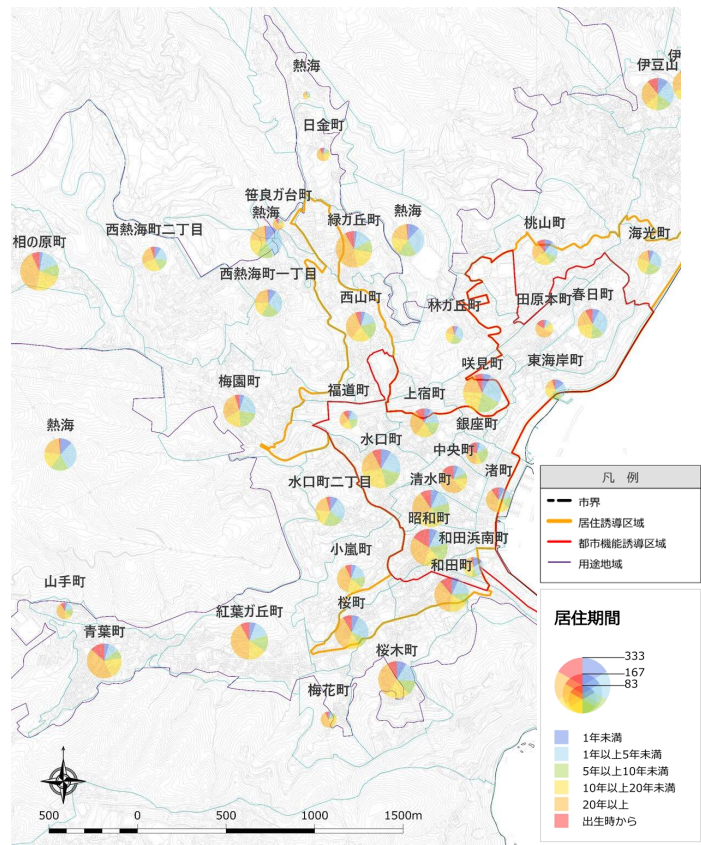 熱海
伊
伊豆山
日金町
笹良ガ台町
熱海
緑ガ丘町
熱海
桃山町
海光町
相の原町
西熱海町二丁目
西熱海町一丁目
西山町
林ガ丘町
田原本町
春日町
東海岸町
咲見町
梅園町
福道町
上宿町
銀座町
熱海
水口町
中央町
清水町
渚町
水口町二丁目
昭和町
和田浜南町
小嵐町
和田町
山手町
青葉町
紅葉ガ丘町
桜町
桜木町
梅花町
凡 例
市界
居住誘導区域
都市機能誘導区域
用途地域
居住期間
333
167
83
1年未満
1年以上5年未満
5年以上10年未満
10年以上20年未満
20年以上
出生時から
500 0 500 1000 1500m